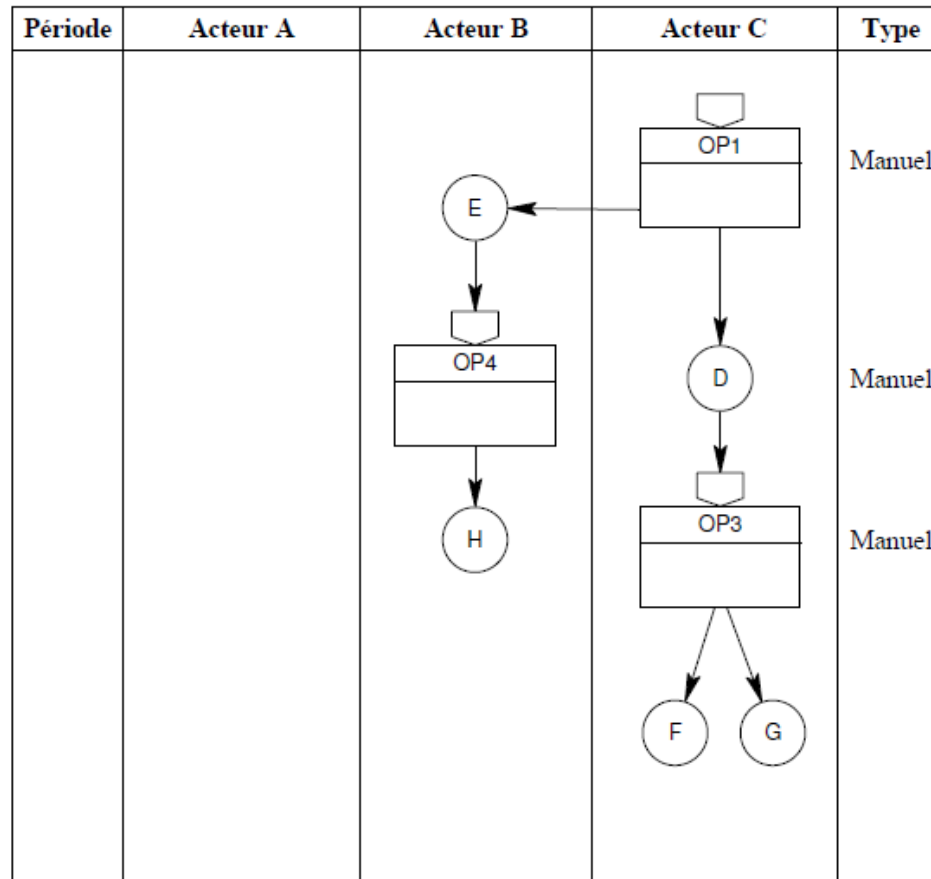 Période Acteur A Acteur B Acteur C Type
OP1
Manuel
E
OP4
D
Manuel
OP3
H
Manuel
F G